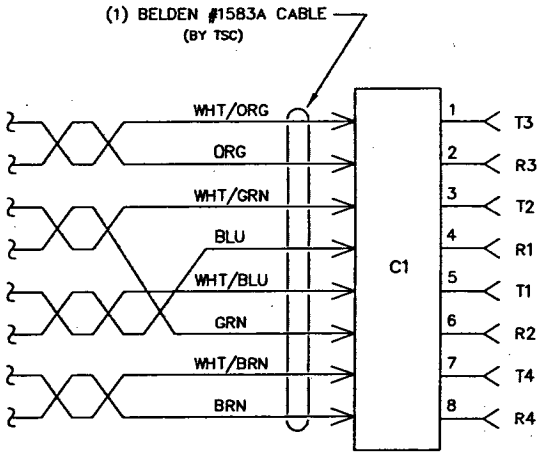 (1) BELDEN #1583A CABLE
(BY TSC)
WHT/ORG 1 T3
ORG 2 R3
WHT/GRN 3 T2
BLU 4 R1
C1
WHT/BLU 5 T1
GRN 6 R2
WHT/BRN 7 T4
BRN 8 R4